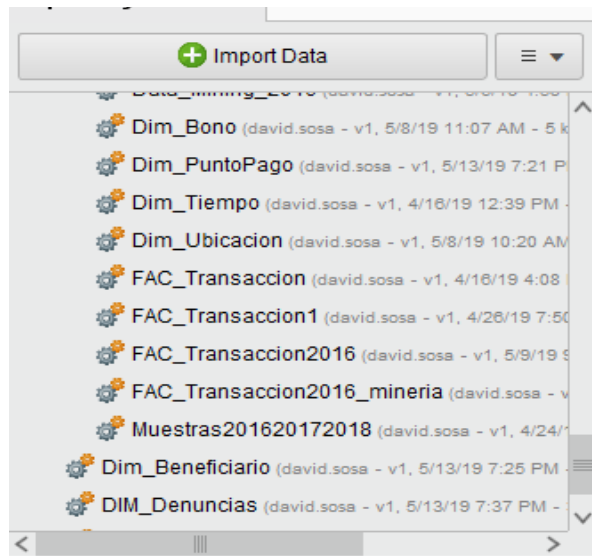 Import Data
Dim_Bono (david.sosa - v1, 5/8/19 11:07 AM - 5 k
Dim_PuntoPago (david.sosa - v1, 5/13/19 7:21 P
Dim_Tiempo (david.sosa - v1, 4/16/19 12:39 PM -
Dim_Ubicacion (david.sosa - v1, 5/8/19 10:20 AM
FAC_Transaccion (david.sosa - v1, 4/16/19 4:08
FAC_Transaccion1 (david.sosa - v1, 4/26/19 7:50
FAC_Transaccion2016 (david.sosa - v1, 5/9/19 9
FAC_Transaccion2016_mineria (david.sosa - v
Muestras201620172018 (david.sosa - v1, 4/24/
Dim_Beneficiario (david.sosa - v1, 5/13/19 7:25 PM -
DIM_Denuncias (david.sosa - v1, 5/13/19 7:37 PM -